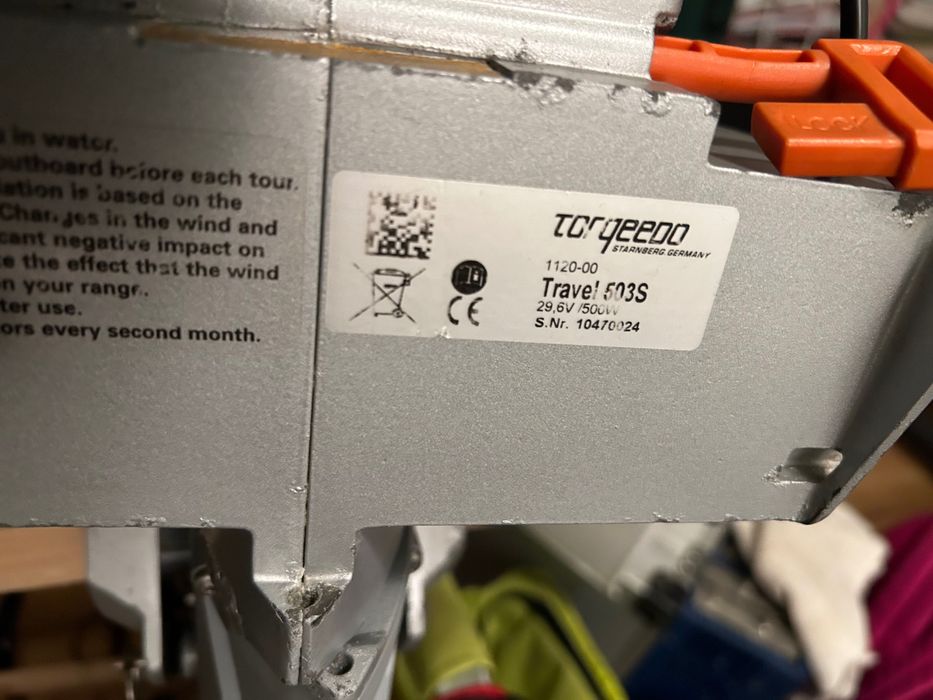 in water.
outboard before each tour.
is based on the
Changes in the wind and
negative impact on
the effect that the wind
n your range.
ter use.
ors every second month.
LOCK
TORQEEDO
STARNBERG.GERMANY
1120-00
Travel 503S
29,6V /500W
S.Nr. 10470024
CE